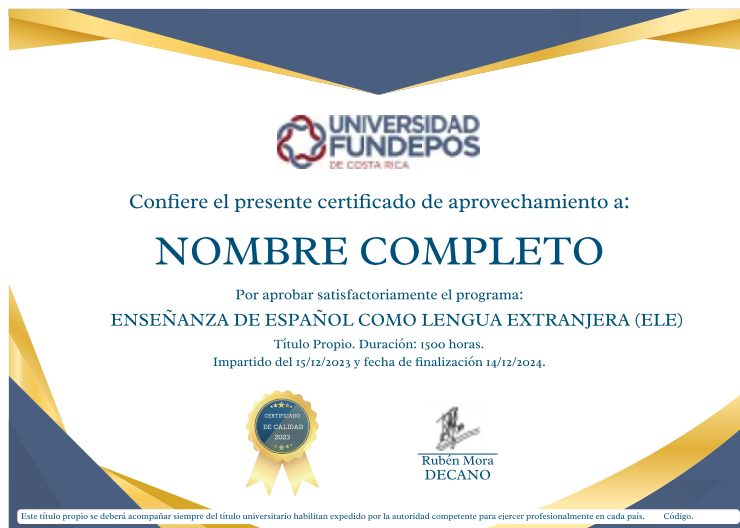 UNIVERSIDAD
FUNDEPOS
DE COSTA RICA
Confiere el presente certificado de aprovechamiento a:
NOMBRE COMPLETO
Por aprobar satisfactoriamente el programa:
ENSEÑANZA DE ESPAÑOL COMO LENGUA EXTRANJERA (ELE)
Título Propio. Duración: 1500 horas.
Impartido del 15/12/2023 y fecha de finalización 14/12/2024.
CERTIFICADO
DE CALIDAD
2023
Rubén Mora
DECANO
Este título propio se deberá acompañar siempre del título universitario habilitan expedido por la autoridad competente para ejercer profesionalmente en cada país. Código.